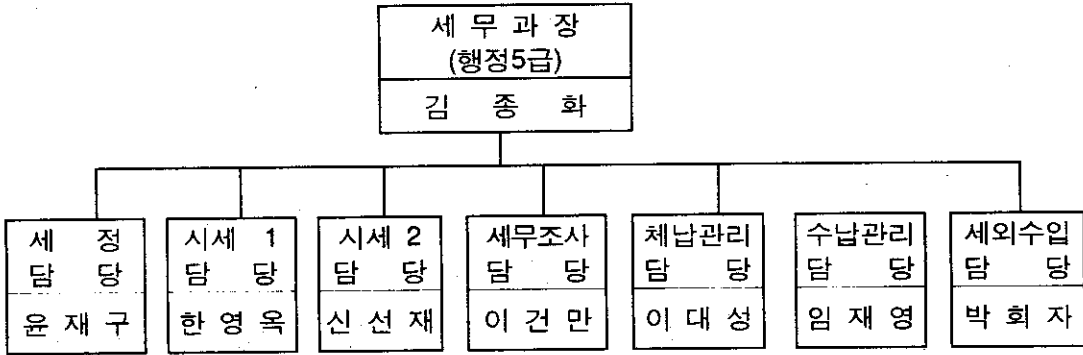 세 무 과 장
(행정5급)
김 종 화
세 정
담 당
윤 재 구
시세 1
담 당
한 영 옥
시세 2
담 당
신 선 재
세무조사
담 당
이 건 만
체납관리
담 당
이 대 성
수납관리
담 당
임 재 영
세외수입
담 당
박 회 자